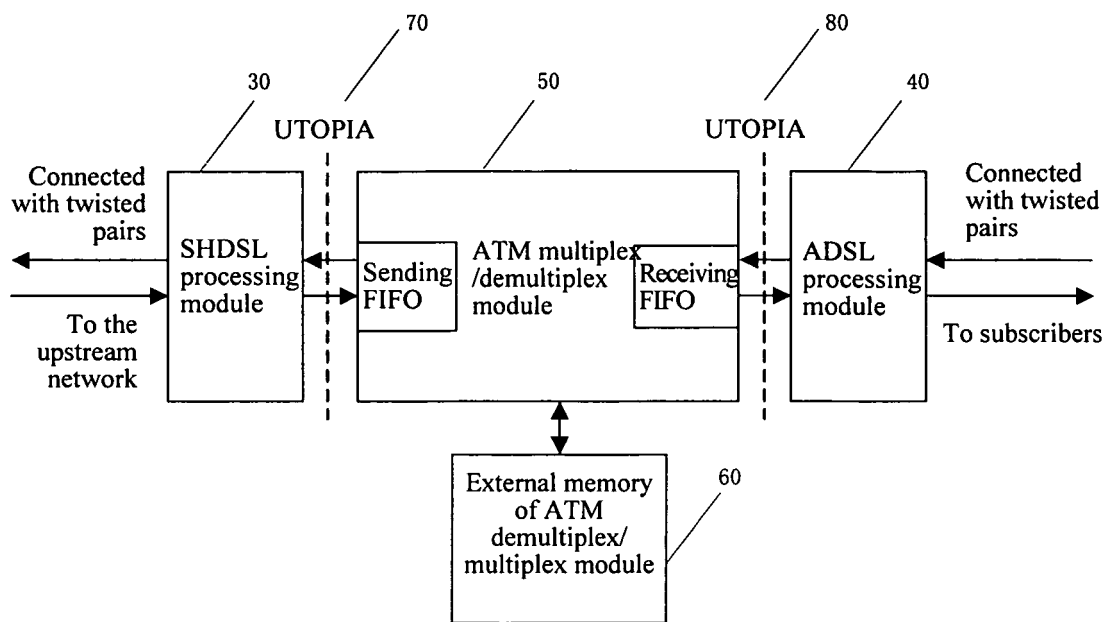 70
80
30
50
40
UTOPIA
UTOPIA
Connected
with twisted
pairs
SHDSL
processing
module
Sending
FIFO
ATM multiplex
/demultiplex
module
Receiving
FIFO
ADSL
processing
module
Connected
with twisted
pairs
To the
upstream
network
To subscribers
External memory
of ATM
demultiplex/
multiplex module
60